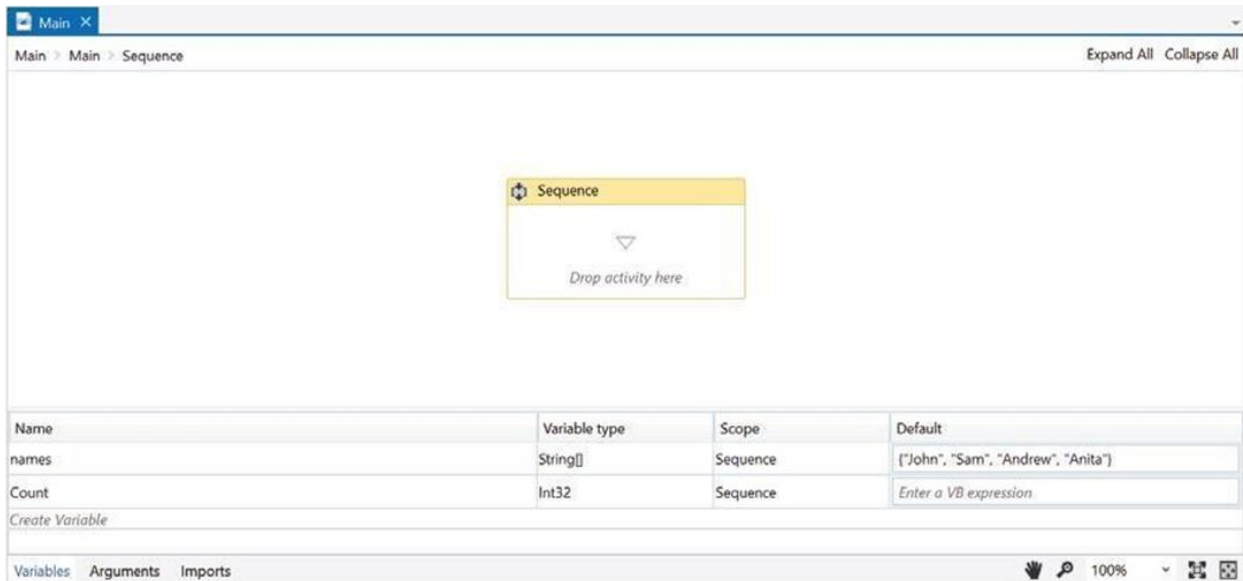 Main
Main > Main > Sequence Expand All Collapse All
Sequence
Drop activity here
Name Variable type Scope Default
names String[] Sequence {"John", "Sam", "Andrew", "Anita"}
Count Int32 Sequence Enter a VB expression
Create Variable
Variables Arguments Imports 100%